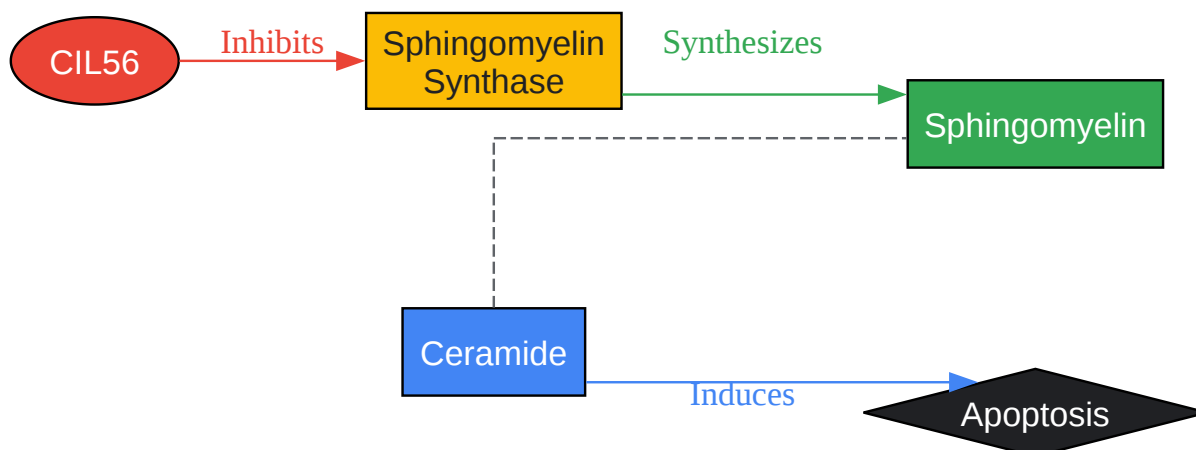 CIL56
Inhibits
Sphingomyelin
Synthase
Synthesizes
Sphingomyelin
Ceramide
Induces
Apoptosis